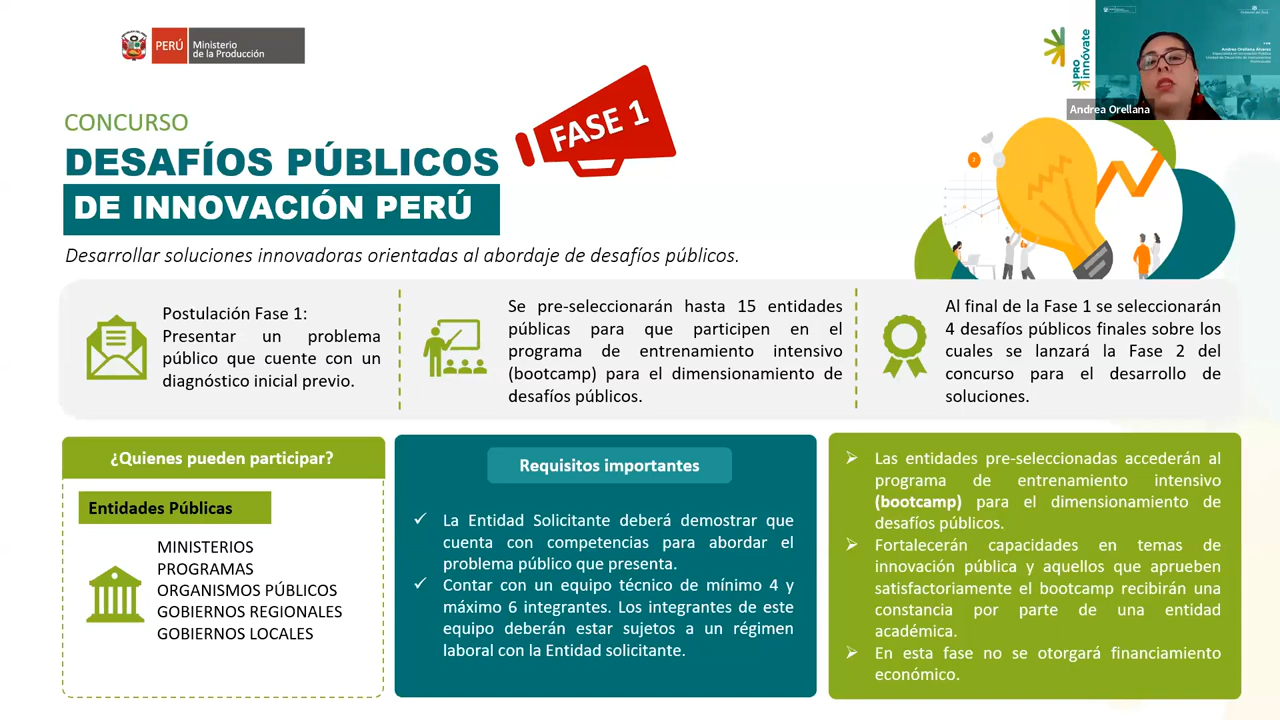 PERÚ
Ministerio
de la Producción
PRO
innóvate
Andrea Orellana Álvarez
Andrea Orellana
CONCURSO
DESAFÍOS PÚBLICOS
DE INNOVACIÓN PERÚ
FASE 1
Desarrollar soluciones innovadoras orientadas al abordaje de desafíos públicos.
Postulación Fase 1:
Presentar un problema
público que cuente con un
diagnóstico inicial previo.
Se pre-seleccionarán hasta 15 entidades
públicas para que participen en el
programa de entrenamiento intensivo
(bootcamp) para el dimensionamiento de
desafíos públicos.
Al final de la Fase 1 se seleccionarán
4 desafíos públicos finales sobre los
cuales se lanzará la Fase 2 del
concurso para el desarrollo de
soluciones.
¿Quienes pueden participar?
Entidades Públicas
MINISTERIOS
PROGRAMAS
ORGANISMOS PÚBLICOS
GOBIERNOS REGIONALES
GOBIERNOS LOCALES
Requisitos importantes
✓ La Entidad Solicitante deberá demostrar que
cuenta con competencias para abordar el
problema público que presenta.
✓ Contar con un equipo técnico de mínimo 4 y
máximo 6 integrantes. Los integrantes de este
equipo deberán estar sujetos a un régimen
laboral con la Entidad solicitante.
➢ Las entidades pre-seleccionadas accederán al
programa de entrenamiento intensivo
(bootcamp) para el dimensionamiento de
desafíos públicos.
➢ Fortalecerán capacidades en temas de
innovación pública y aquellos que aprueben
satisfactoriamente el bootcamp recibirán una
constancia por parte de una entidad
académica.
➢ En esta fase no se otorgará financiamiento
económico.